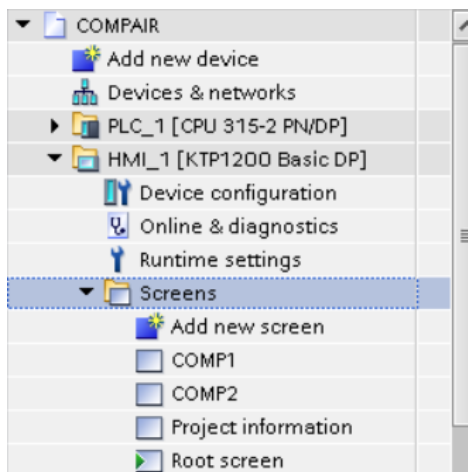 COMPAIR
Add new device
Devices & networks
PLC_1 [CPU 315-2 PN/DP]
HMI_1 [KTP1200 Basic DP]
Device configuration
Online & diagnostics
Runtime settings
Screens
Add new screen
COMP1
COMP2
Project information
Root screen